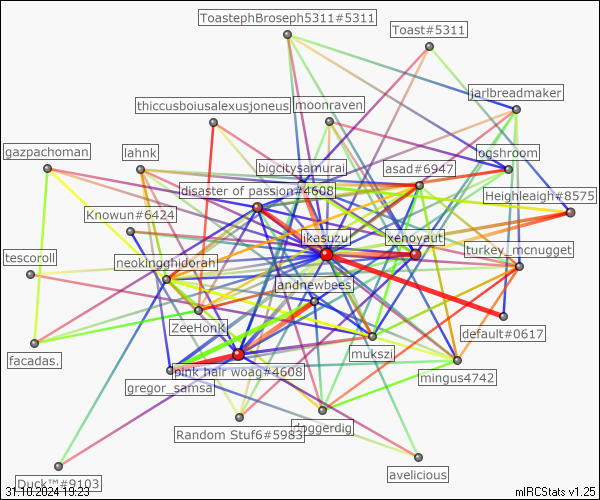 ToastephBroseph5311#5311
Toast#5311
jarlbreadmaker
thiccusboiusalexusjoneus
moonraven
gazpachoman
lahnk
ogshroom
bigcitysamurai
asad#6947
disaster of passion#4608
Heighleaigh#8575
Knowun#6424
ikasuzu
xenoyaut
turkey_mcnugget
tescoroll
neokingghidorah
andnewbees
ZeeHonK
default#0617
facadas.
mukszi
pink hair woag#4608
mingus4742
gregor_samsa
Random Stuf6#5983
doggerdig
avelicious
Duck™#9103
31.10.2024 19:23
mIRCStats v1.25